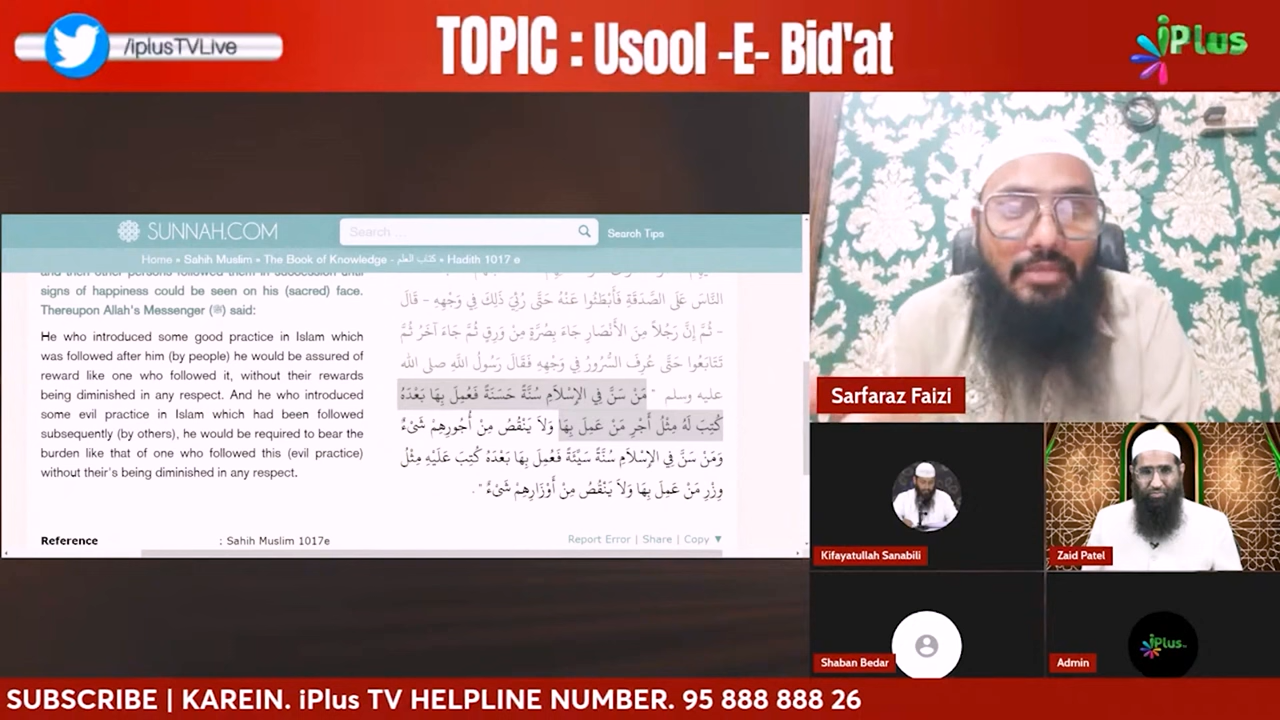 /iplusTVLive
TOPIC : Usool -E- Bid'at
iPlus
SUNNAH.COM
Search....
Search Tips
Home » Sahih Muslim » The Book of Knowledge - كتاب العلم » Hadith 1017 e
and then other persons followed them in succession until
signs of happiness could be seen on his (sacred) face.
Thereupon Allah's Messenger (ﷺ) said:
He who introduced some good practice in Islam which
was followed after him (by people) he would be assured of
reward like one who followed it, without their rewards
being diminished in any respect. And he who introduced
some evil practice in Islam which had been followed
subsequently (by others), he would be required to bear the
burden like that of one who followed this (evil practice)
without their's being diminished in any respect.
النَّاسَ عَلَى الصَّدَقَةِ فَأَبْطَئُوا عَنْهُ حَتَّى رُئِيَ ذَلِكَ فِي وَجْهِهِ - قَالَ
- ثُمَّ إِنَّ رَجُلاً مِنَ الأَنْصَارِ جَاءَ بِصُرَّةٍ مِنْ وَرِقٍ ثُمَّ جَاءَ آخَرُ ثُمَّ
تَتَابَعُوا حَتَّى عُرِفَ السُّرُورُ فِي وَجْهِهِ فَقَالَ رَسُولُ اللَّهِ صلى الله
عليه وسلم " مَنْ سَنَّ فِي الإِسْلاَمِ سُنَّةً حَسَنَةً فَعُمِلَ بِهَا بَعْدَهُ
كُتِبَ لَهُ مِثْلُ أَجْرِ مَنْ عَمِلَ بِهَا وَلاَ يَنْقُصُ مِنْ أُجُورِهِمْ شَىْءٌ
وَمَنْ سَنَّ فِي الإِسْلاَمِ سُنَّةً سَيِّئَةً فَعُمِلَ بِهَا بَعْدَهُ كُتِبَ عَلَيْهِ مِثْلُ
وِزْرِ مَنْ عَمِلَ بِهَا وَلاَ يَنْقُصُ مِنْ أَوْزَارِهِمْ شَىْءٌ " .
Reference : Sahih Muslim 1017e
Report Error | Share | Copy ▼
Sarfaraz Faizi
Kifayatullah Sanabili
Zaid Patel
Shaban Bedar
Admin
iPlus
SUBSCRIBE | KAREIN. iPlus TV HELPLINE NUMBER. 95 888 888 26